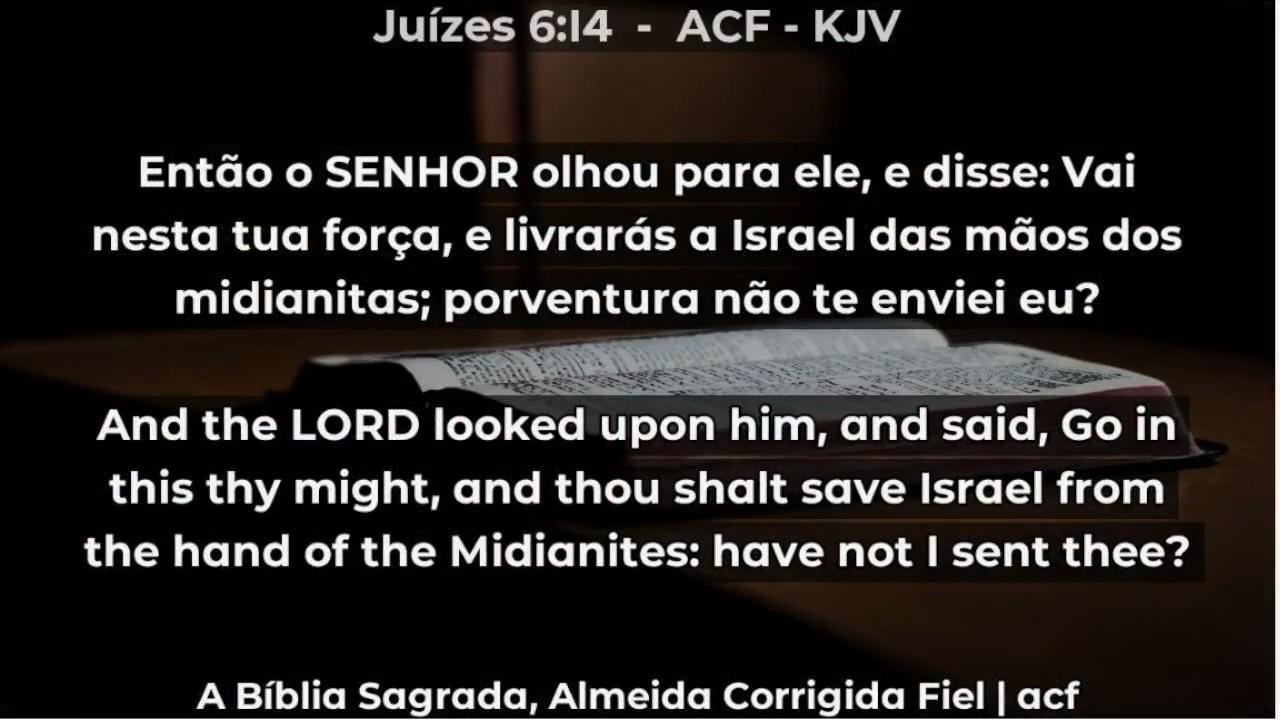 Juízes 6:14 - ACF - KJV
Então o SENHOR olhou para ele, e disse: Vai
nesta tua força, e livrarás a Israel das mãos dos
midianitas; porventura não te enviei eu?
And the LORD looked upon him, and said, Go in
this thy might, and thou shalt save Israel from
the hand of the Midianites: have not I sent thee?
A Bíblia Sagrada, Almeida Corrigida Fiel | acf